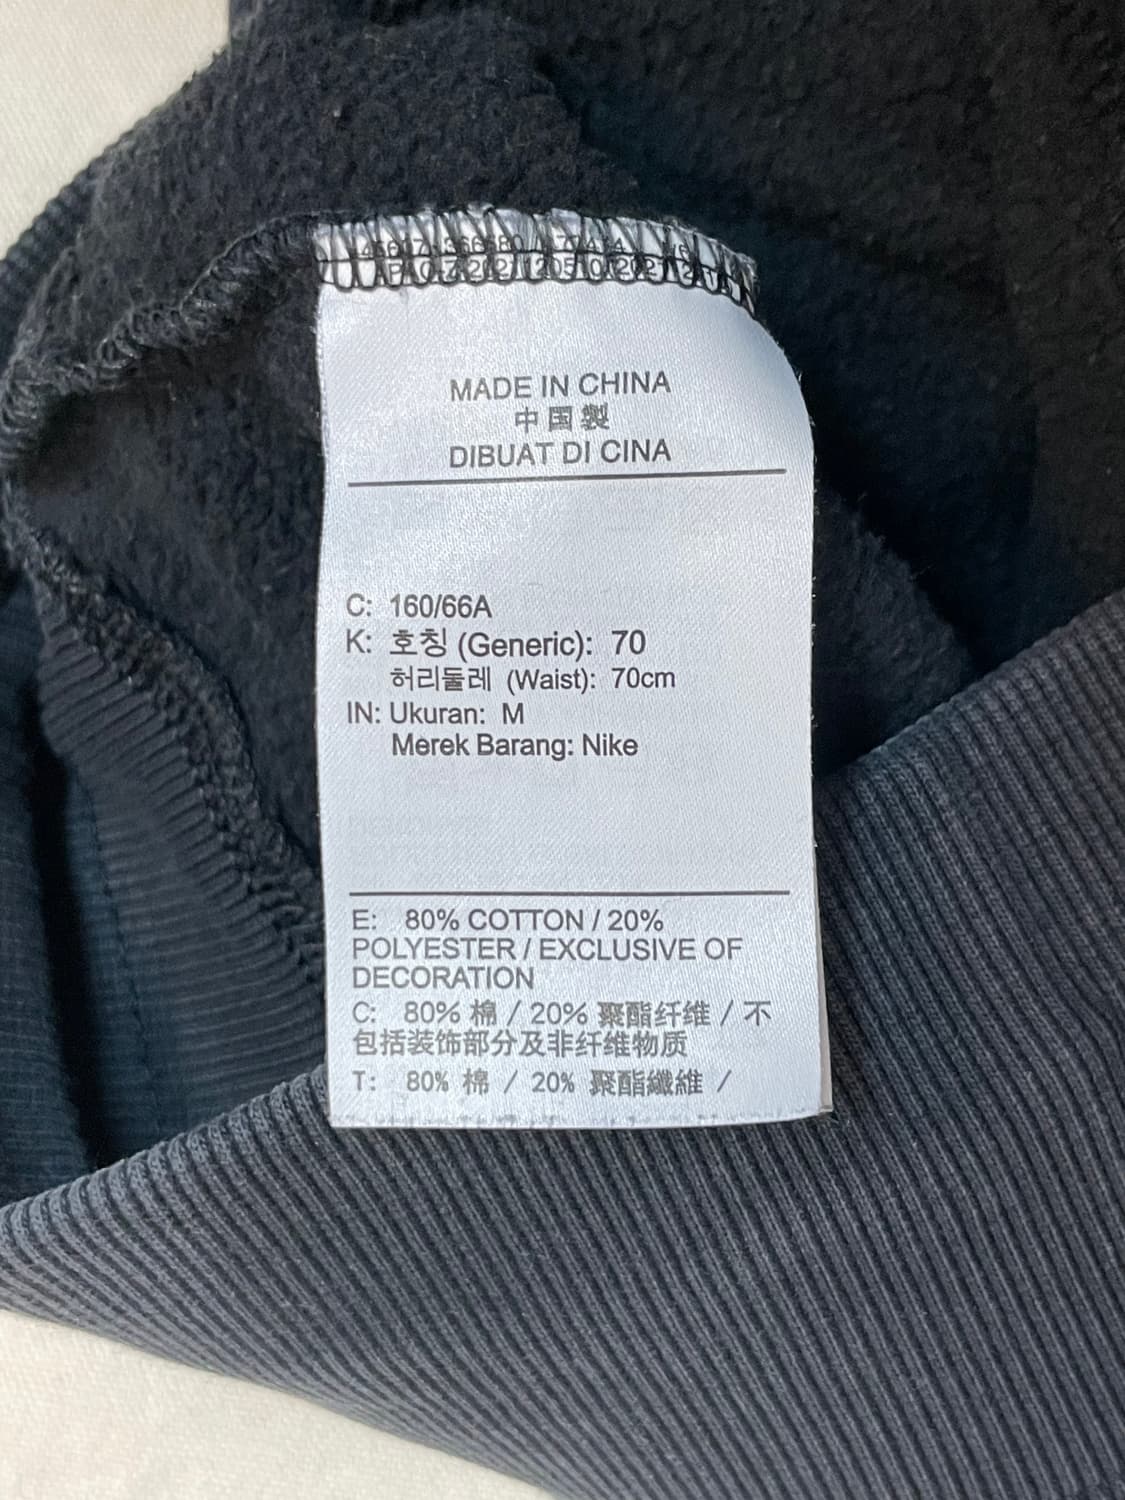 MADE IN CHINA
中国製
DIBUAT DI CINA
C: 160/66A
K: 호칭 (Generic): 70
허리둘레 (Waist): 70cm
IN: Ukuran: M
Merek Barang: Nike
E: 80% COTTON / 20%
POLYESTER / EXCLUSIVE OF
DECORATION
C: 80% 棉 / 20% 聚酯纤维 / 不
包括装饰部分及非纤维物质
T: 80% 棉 / 20% 聚酯纖維 /